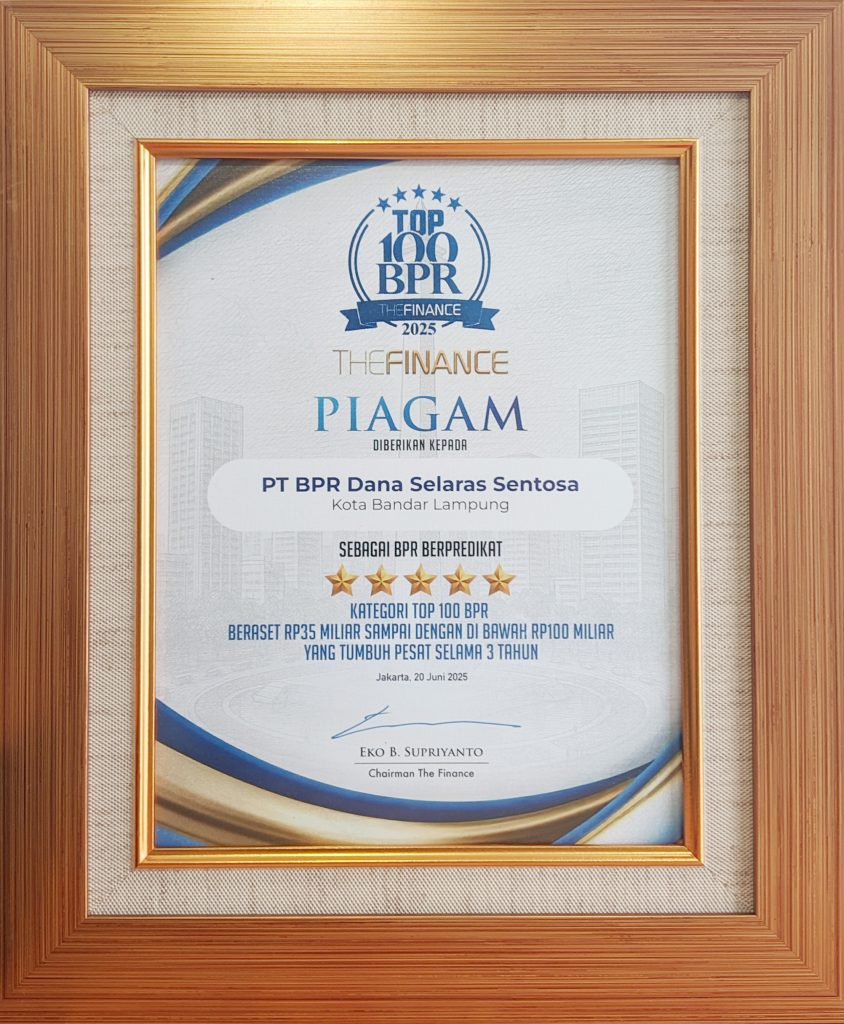 TOP
100
BPR
THEFINANCE
2025
THEFINANCE
PIAGAM
DIBERIKAN KEPADA
PT BPR Dana Selaras Sentosa
Kota Bandar Lampung
SEBAGAI BPR BERPREDIKAT
KATEGORI TOP 100 BPR
BERASET RP35 MILIAR SAMPAI DENGAN DI BAWAH RP100 MILIAR
YANG TUMBUH PESAT SELAMA 3 TAHUN
Jakarta, 20 Juni 2025
EKO B. SUPRIYANTO
Chairman The Finance